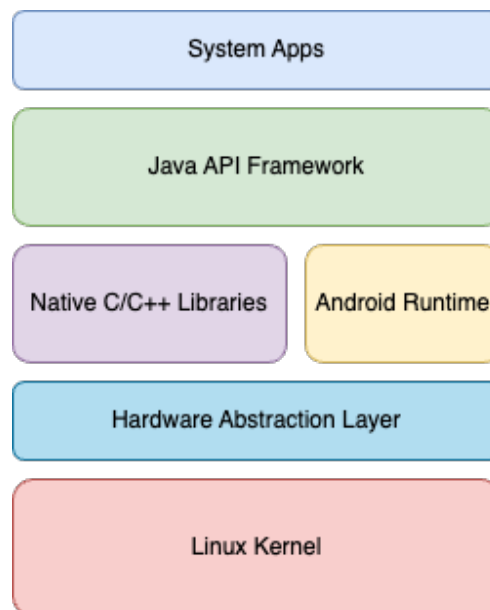 System Apps
Java API Framework
Native C/C++ Libraries
Android Runtime
Hardware Abstraction Layer
Linux Kernel